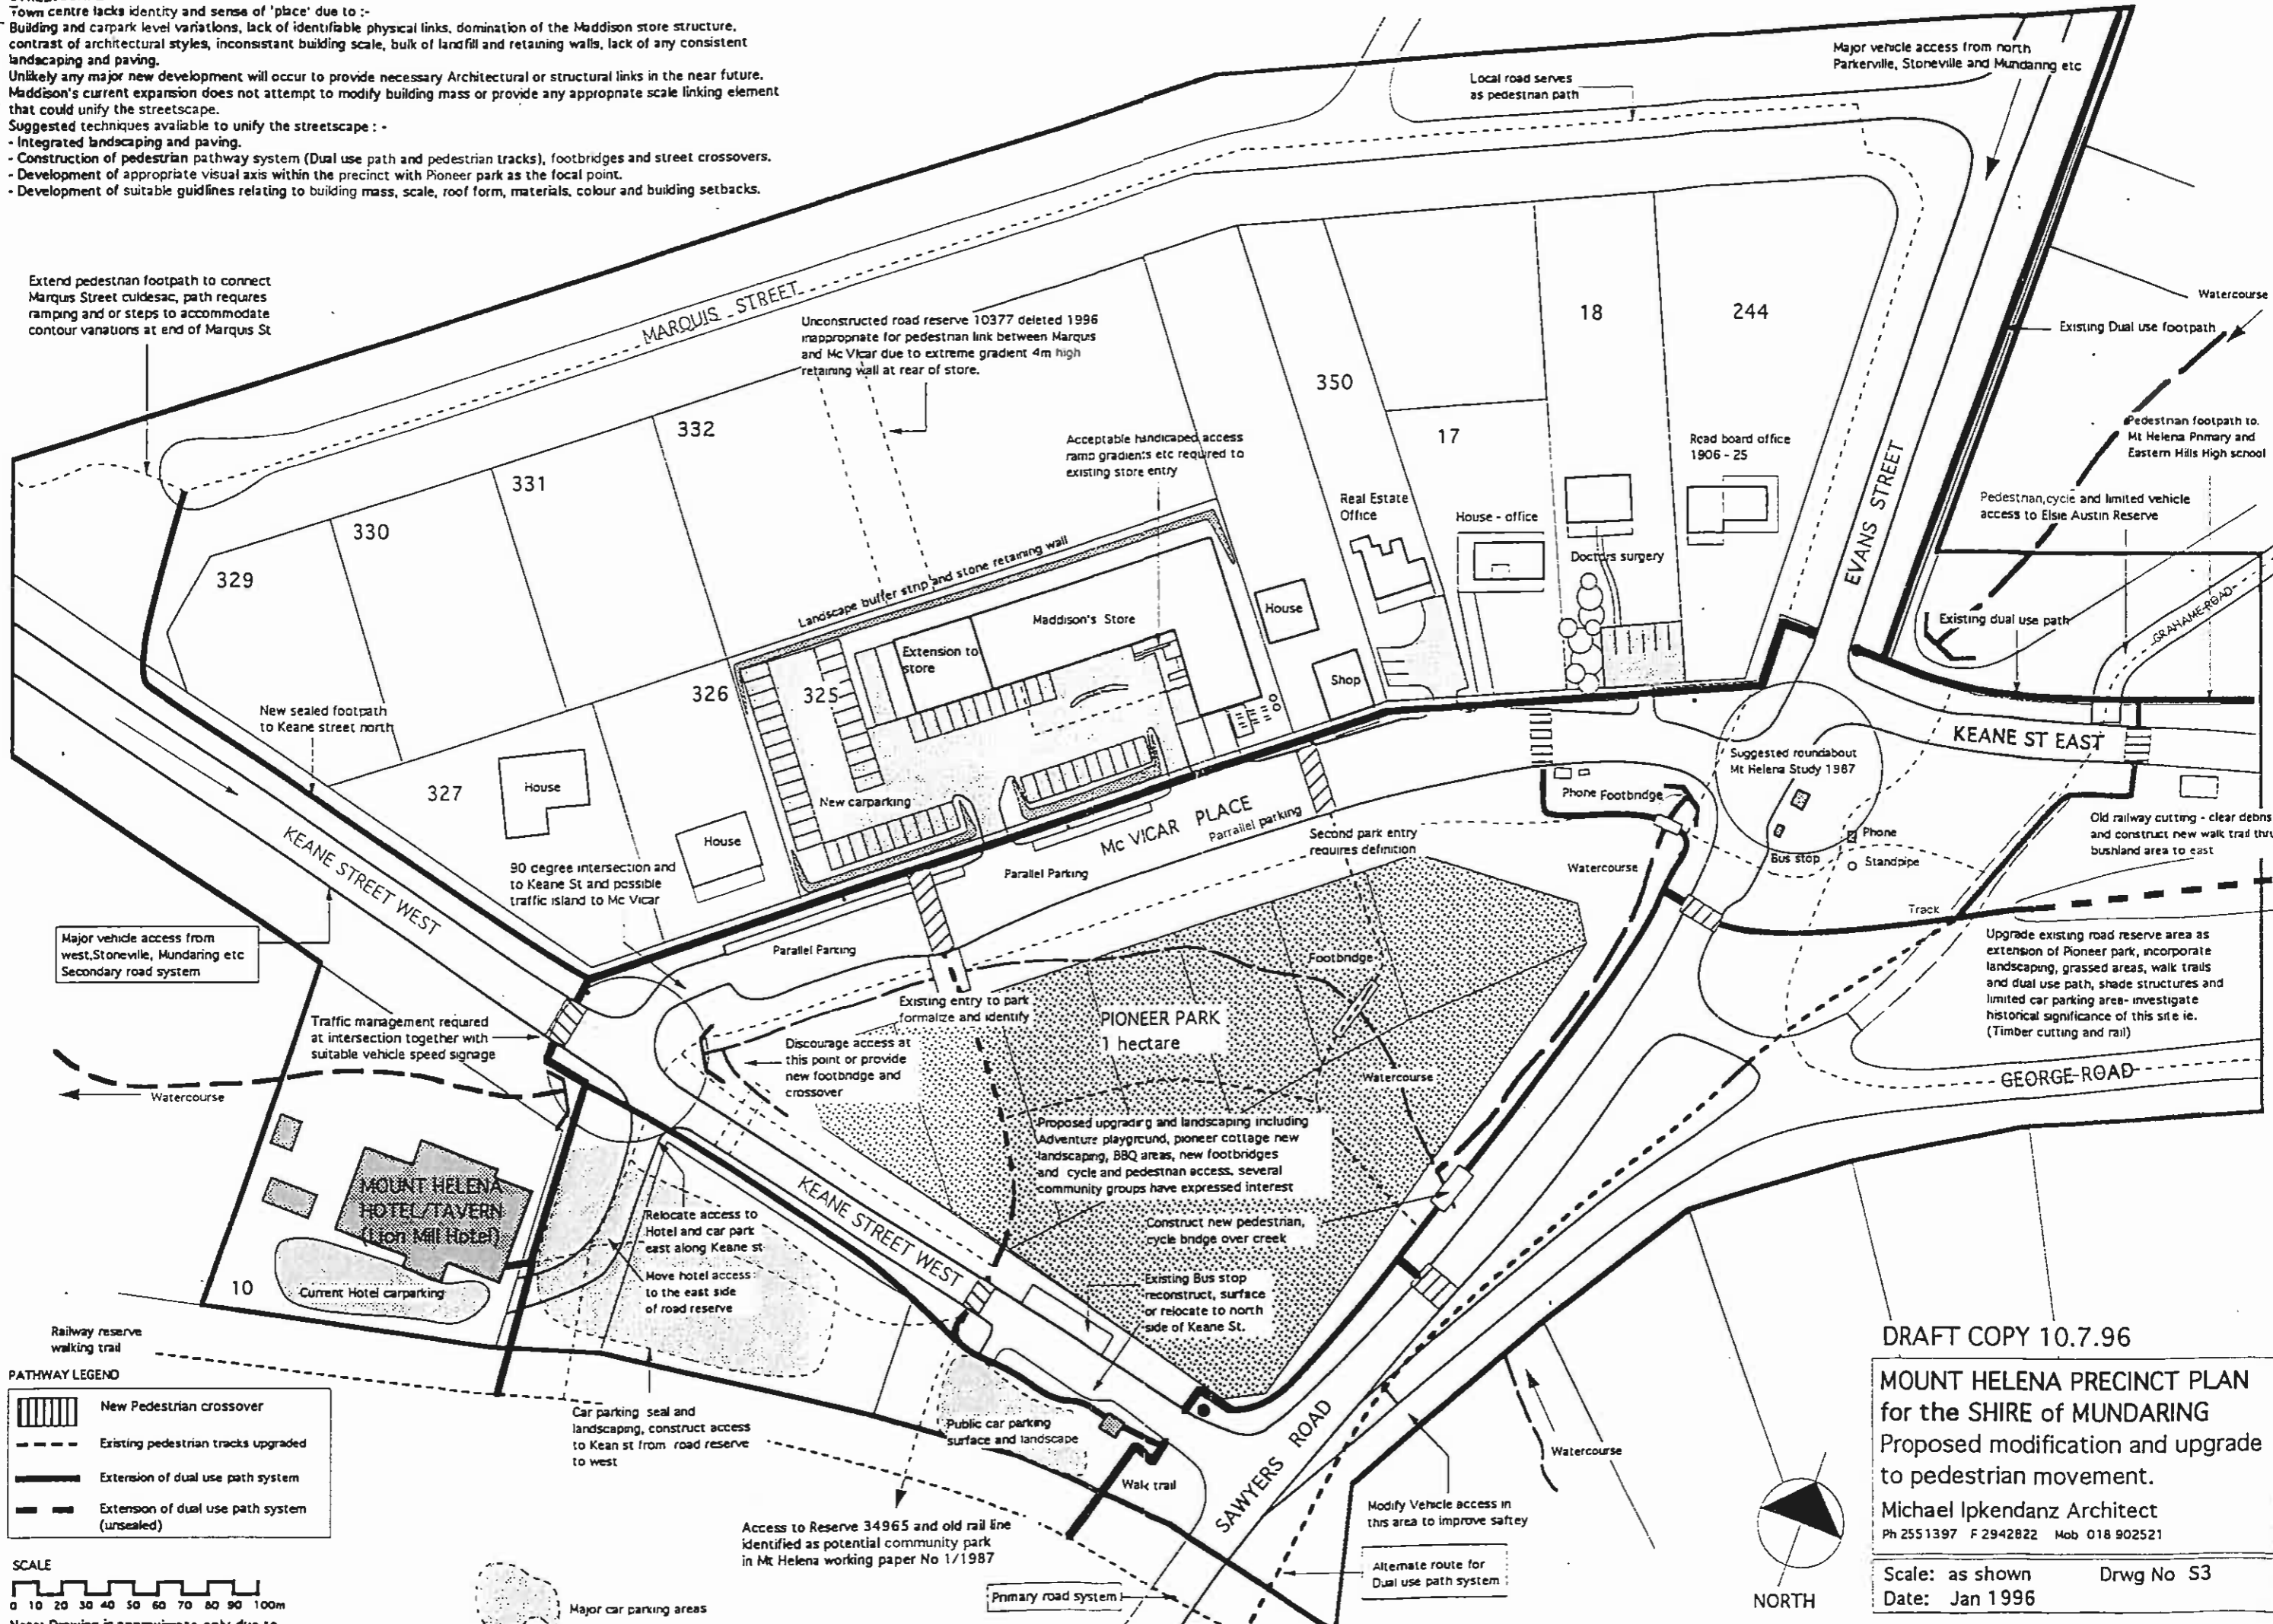 Town centre lacks identity and sense of 'place' due to :-
Building and carpark level variations, lack of identifiable physical links, domination of the Maddison store structure,
contrast of architectural styles, inconsistant building scale, bulk of landfill and retaining walls, lack of any consistent
landscaping and paving.
Unlikely any major new development will occur to provide necessary Architectural or structural links in the near future.
Maddison's current expansion does not attempt to modify building mass or provide any appropriate scale linking element
that could unify the streetscape.
Suggested techniques available to unify the streetscape : -
- Integrated landscaping and paving.
- Construction of pedestrian pathway system (Dual use path and pedestrian tracks), footbridges and street crossovers.
- Development of appropriate visual axis within the precinct with Pioneer park as the focal point.
- Development of suitable guidlines relating to building mass, scale, roof form, materials, colour and building setbacks.
Major vehicle access from north
Parkerville, Stoneville and Mundaring etc
Local road serves
as pedestrian path
Extend pedestrian footpath to connect
Marquis Street culdesac, path requires
ramping and or steps to accommodate
contour variations at end of Marquis St
MARQUIS STREET
Unconstructed road reserve 10377 deleted 1996
inappropriate for pedestrian link between Marquis
and Mc Vicar due to extreme gradient 4m high
retaining wall at rear of store.
18
244
Watercourse
Existing Dual use footpath
350
17
332
331
330
329
Acceptable handicaped access
ramp gradients etc required to
existing store entry
Road board office
1906 - 25
Pedestrian footpath to
Mt Helena Primary and
Eastern Hills High school
EVANS STREET
Real Estate
Office
House - office
Doctors surgery
Pedestrian,cycle and limited vehicle
access to Elsie Austin Reserve
GRAHAME ROAD
Existing dual use path
Landscape buffer strip and stone retaining wall
Maddison's Store
Extension to
store
House
Shop
326
325
327
House
House
New sealed footpath
to Keane street north
New carparking
Mc VICAR PLACE
Parrallel parking
Parallel Parking
Second park entry
requires definition
Phone
Footbridge
Suggested roundabout
Mt Helena Study 1987
KEANE ST EAST
Old railway cutting - clear debris
and construct new walk trail thru
bushland area to east
Watercourse
Bus stop
Phone
Standpipe
KEANE STREET WEST
90 degree intersection and
to Keane St and possible
traffic island to Mc Vicar
Parallel Parking
Track
Major vehicle access from
west,Stoneville, Mundaring etc
Secondary road system
Upgrade existing road reserve area as
extension of Pioneer park, incorporate
landscaping, grassed areas, walk trails
and dual use path, shade structures and
limited car parking area- investigate
historical significance of this site ie.
(Timber cutting and rail)
Footbridge
Existing entry to park
formalize and identify
PIONEER PARK
1 hectare
Traffic management required
at intersection together with
suitable vehicle speed signage
Discourage access at
this point or provide
new footbridge and
crossover
Watercourse
Watercourse
GEORGE ROAD
Proposed upgrading and landscaping including
Adventure playground, pioneer cottage new
landscaping, BBQ areas, new footbridges
and cycle and pedestrian access, several
community groups have expressed interest
MOUNT HELENA
HOTEL/TAVERN
(Lion Mill Hotel)
Relocate access to
Hotel and car park
east along Keane st
Move hotel access
to the east side
of road reserve
KEANE STREET WEST
Construct new pedestrian,
cycle bridge over creek
Existing Bus stop
reconstruct, surface
or relocate to north
side of Keane St.
10
Current Hotel carparking
Railway reserve
walking trail
PATHWAY LEGEND
New Pedestrian crossover
Existing pedestrian tracks upgraded
Extension of dual use path system
Extension of dual use path system
(unsealed)
Car parking seal and
landscaping, construct access
to Kean st from road reserve
to west
Public car parking
surface and landscape
Walk trail
SAWYERS ROAD
Watercourse
Modify Vehicle access in
this area to improve saftey
Access to Reserve 34965 and old rail line
identified as potential community park
in Mt Helena working paper No 1/1987
Alternate route for
Dual use path system
Primary road system
SCALE
0 10 20 30 40 50 60 70 80 90 100m
Note: Drawing is approximate only due to
Major car parking areas
NORTH
DRAFT COPY 10.7.96
MOUNT HELENA PRECINCT PLAN
for the SHIRE of MUNDARING
Proposed modification and upgrade
to pedestrian movement.
Michael Ipkendanz Architect
Ph 2551397 F 2942822 Mob 018 902521
Scale: as shown Drwg No S3
Date: Jan 1996